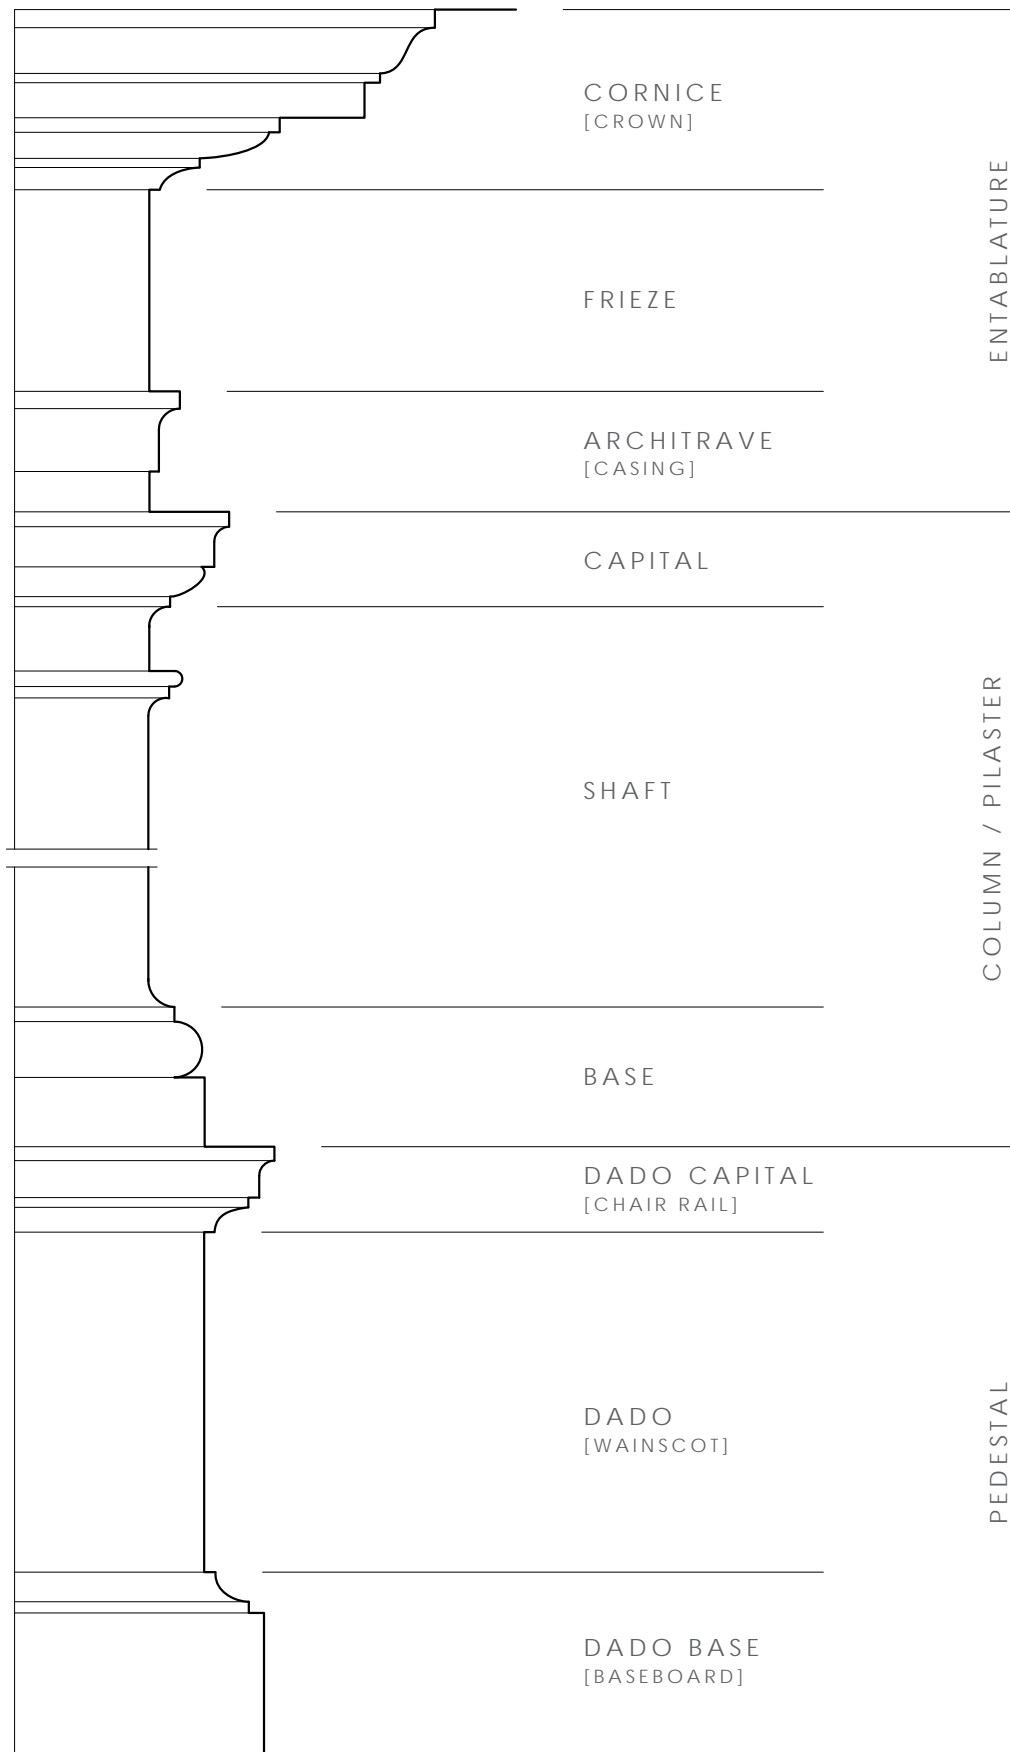 CORNICE
[CROWN]
FRIEZE
ENTABLATURE
ARCHITRAVE
[CASING]
CAPITAL
SHAFT
COLUMN / PILASTER
BASE
DADO CAPITAL
[CHAIR RAIL]
DADO
[WAINSCOT]
PEDESTAL
DADO BASE
[BASEBOARD]